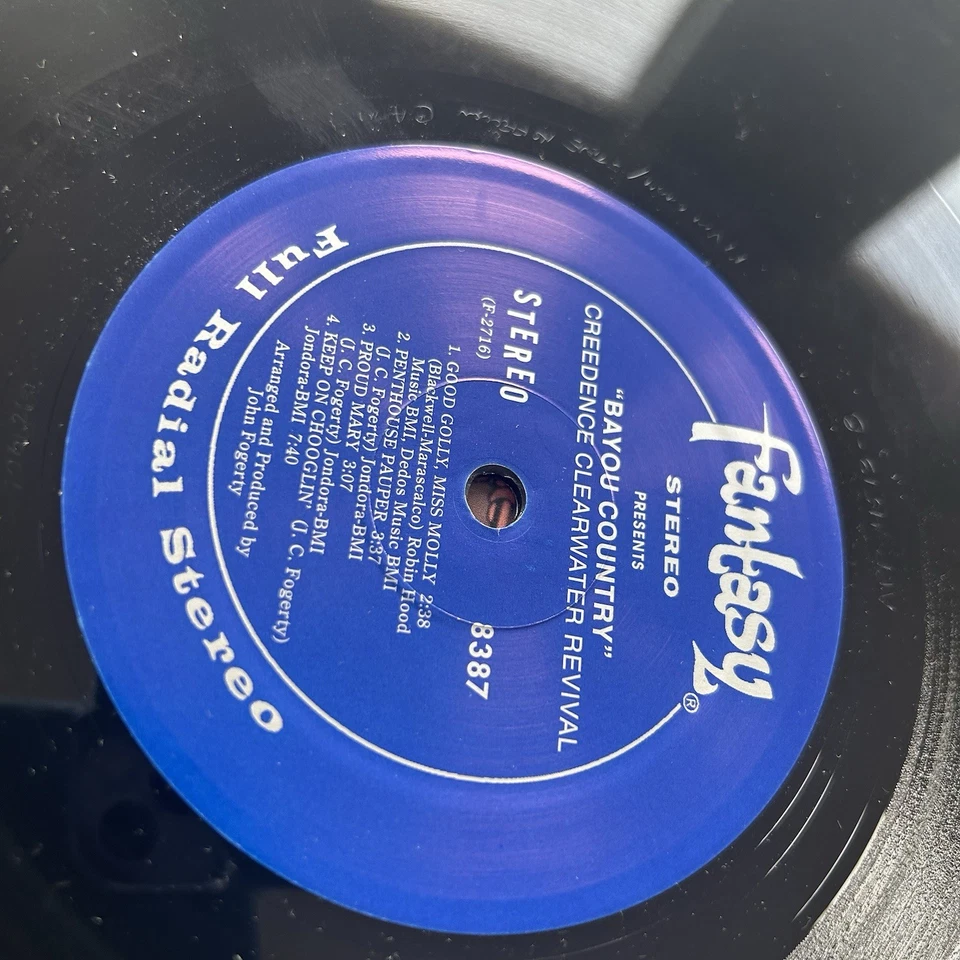 fantasy®
STEREO
PRESENTS
"BAYOU COUNTRY"
CREEDENCE CLEARWATER REVIVAL
STEREO
(F-2716)
8387
1. GOOD GOLLY, MISS MOLLY 2:38
(Blackwell-Marascalco) Robin Hood
Music BMI, Dedos Music BMI
2. PENTHOUSE PAUPER 3:37
(J. C. Fogerty) Jondora-BMI
3. PROUD MARY 3:07
(J. C. Fogerty) Jondora-BMI
4. KEEP ON CHOOGLIN' (J. C. Fogerty)
Jondora-BMI 7:40
Arranged and Produced by
John Fogerty
Full Radial Stereo